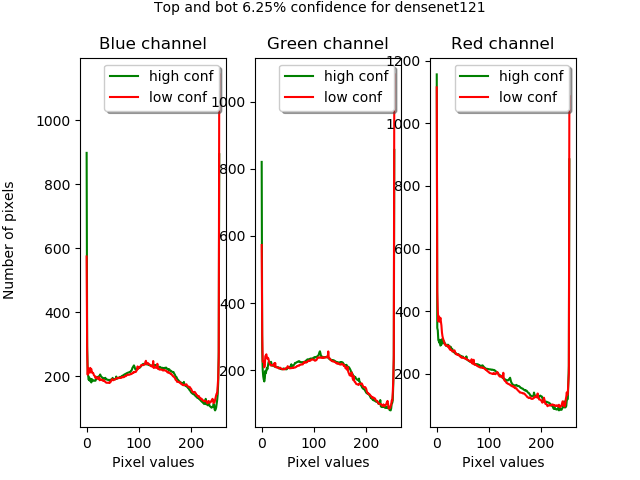 Top and bot 6.25% confidence for densenet121
Blue channel
Green channel
Red channel
high conf
low conf
high conf
low conf
high conf
low conf
Number of pixels
1000
800
600
400
200
1000
800
600
400
200
1200
1000
800
600
400
200
0 100 200
0 100 200
0 100 200
Pixel values
Pixel values
Pixel values